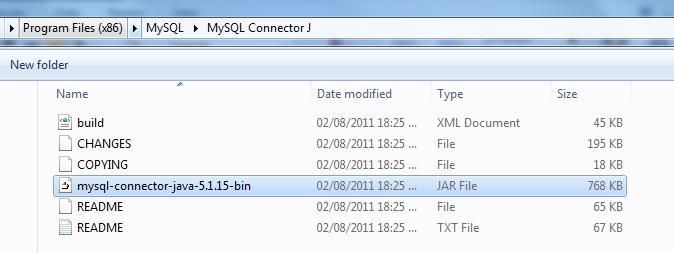 Program Files (x86) MySQL MySQL Connector J
New folder
Name Date modified Type Size
build 02/08/2011 18:25 ... XML Document 45 KB
CHANGES 02/08/2011 18:25 ... File 195 KB
COPYING 02/08/2011 18:25 ... File 18 KB
mysql-connector-java-5.1.15-bin 02/08/2011 18:25 ... JAR File 768 KB
README 02/08/2011 18:25 ... File 65 KB
README 02/08/2011 18:25 ... TXT File 67 KB